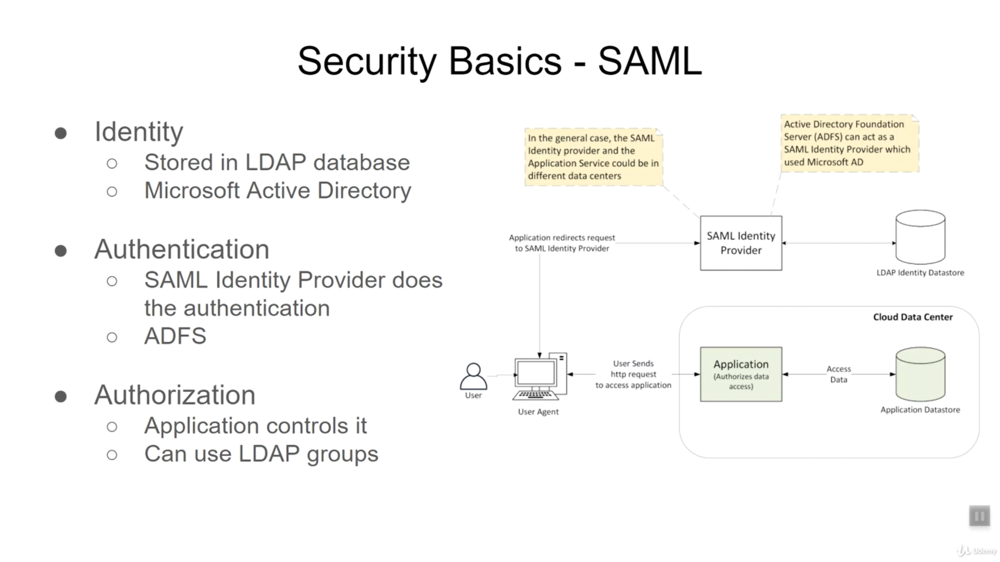 Security Basics - SAML
● Identity
○ Stored in LDAP database
○ Microsoft Active Directory
● Authentication
○ SAML Identity Provider does
the authentication
○ ADFS
● Authorization
○ Application controls it
○ Can use LDAP groups
In the general case, the SAML
Identity provider and the
Application Service could be in
different data centers
Active Directory Foundation
Server (ADFS) can act as a
SAML Identity Provider which
used Microsoft AD
Application redirects request
to SAML Identity Provider
SAML Identity
Provider
LDAP Identity Datastore
Cloud Data Center
User
User Agent
User Sends
http request
to access application
Application
(Authorizes data
access)
Access
Data
Application Datastore
Udemy